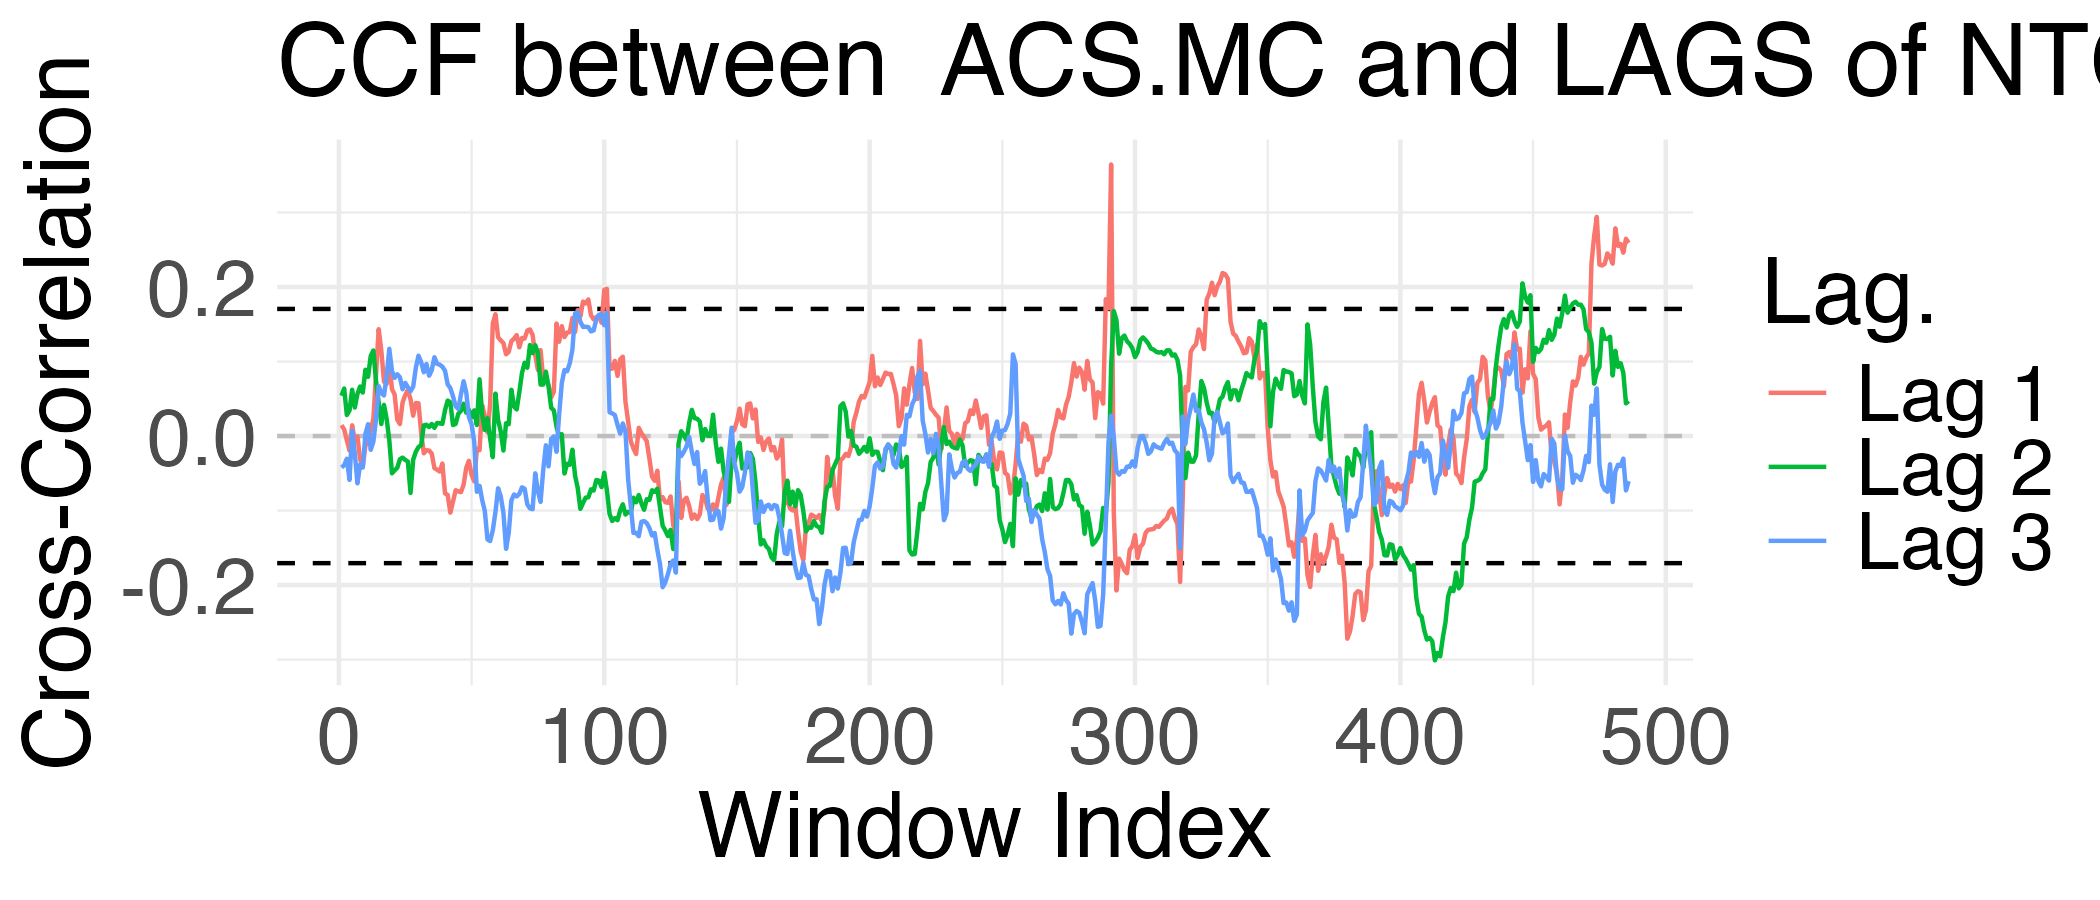 CCF between ACS.MC and LAGS of
Cross-Correlation
0.2
0.0
-0.2
0 100 200 300 400 500
Window Index
Lag.
Lag 1
Lag 2
Lag 3